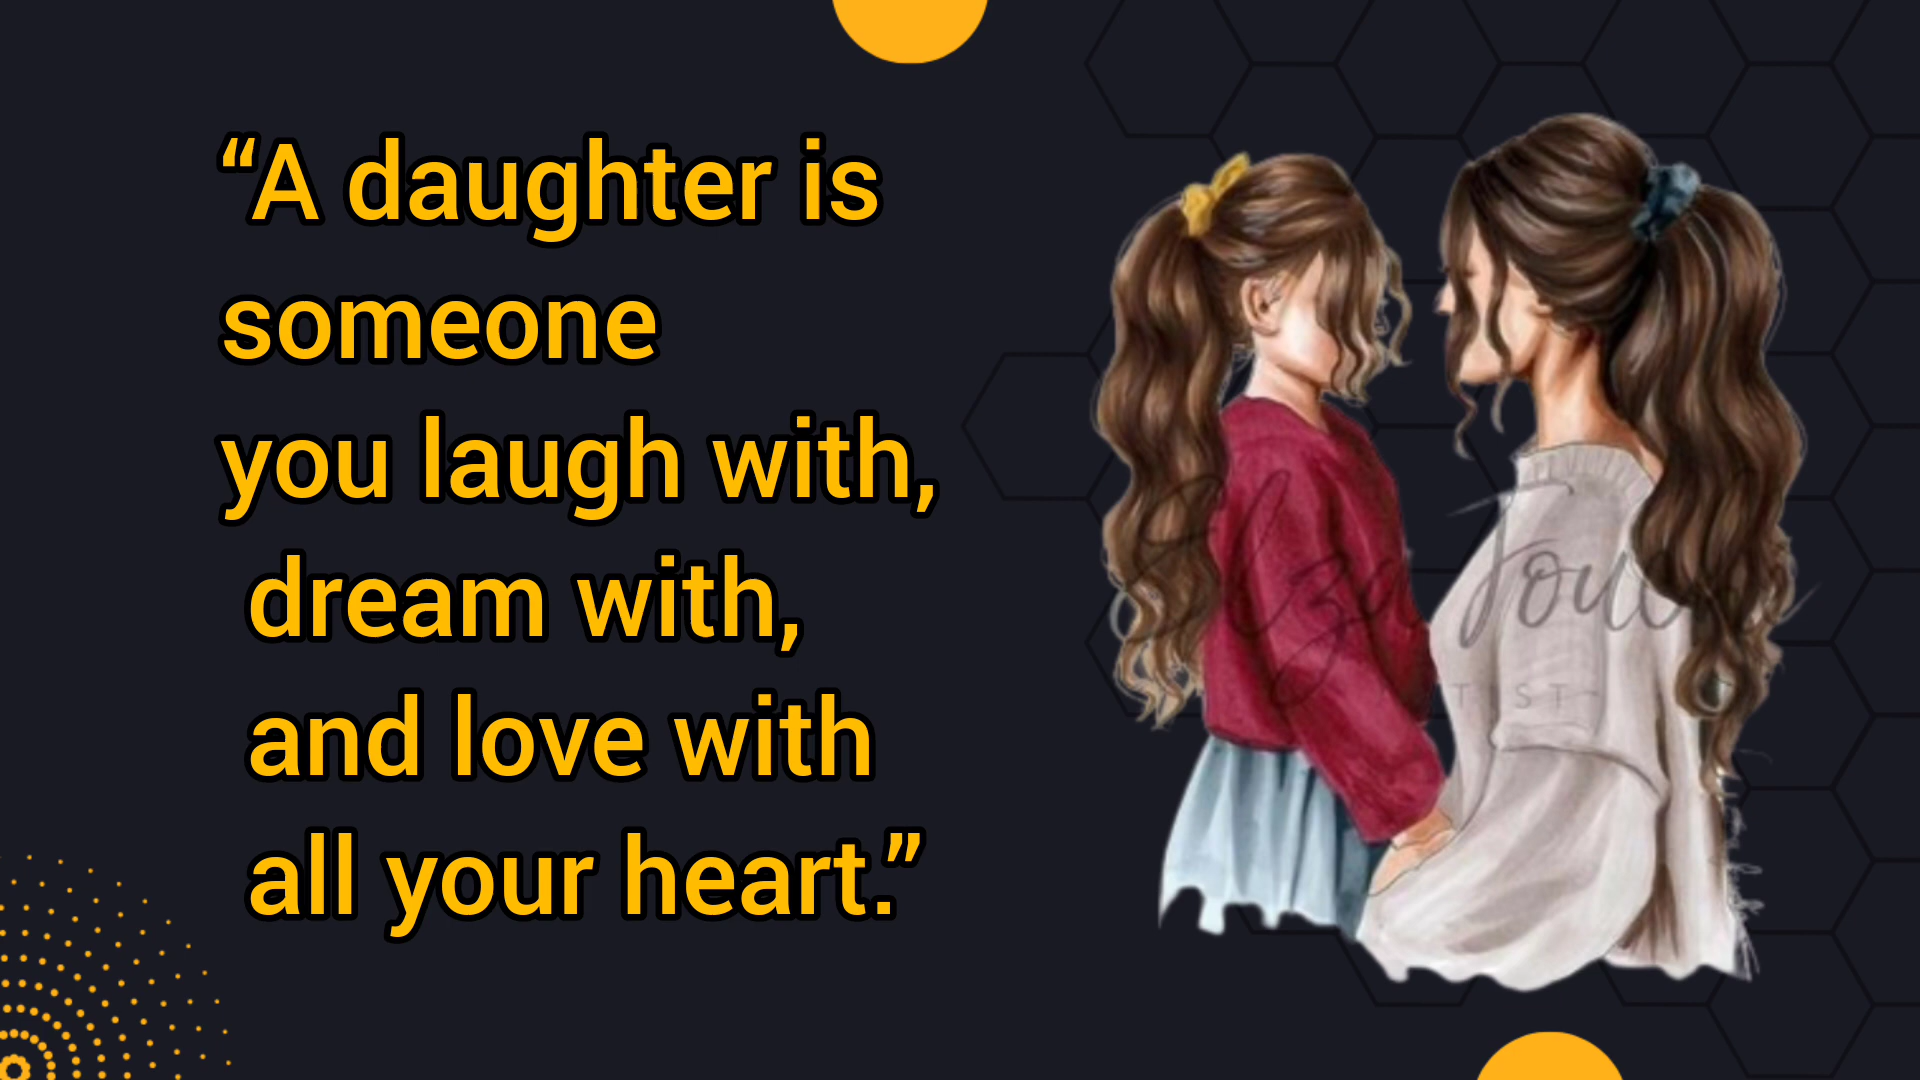 “A daughter is
someone
you laugh with,
dream with,
and love with
all your heart.”